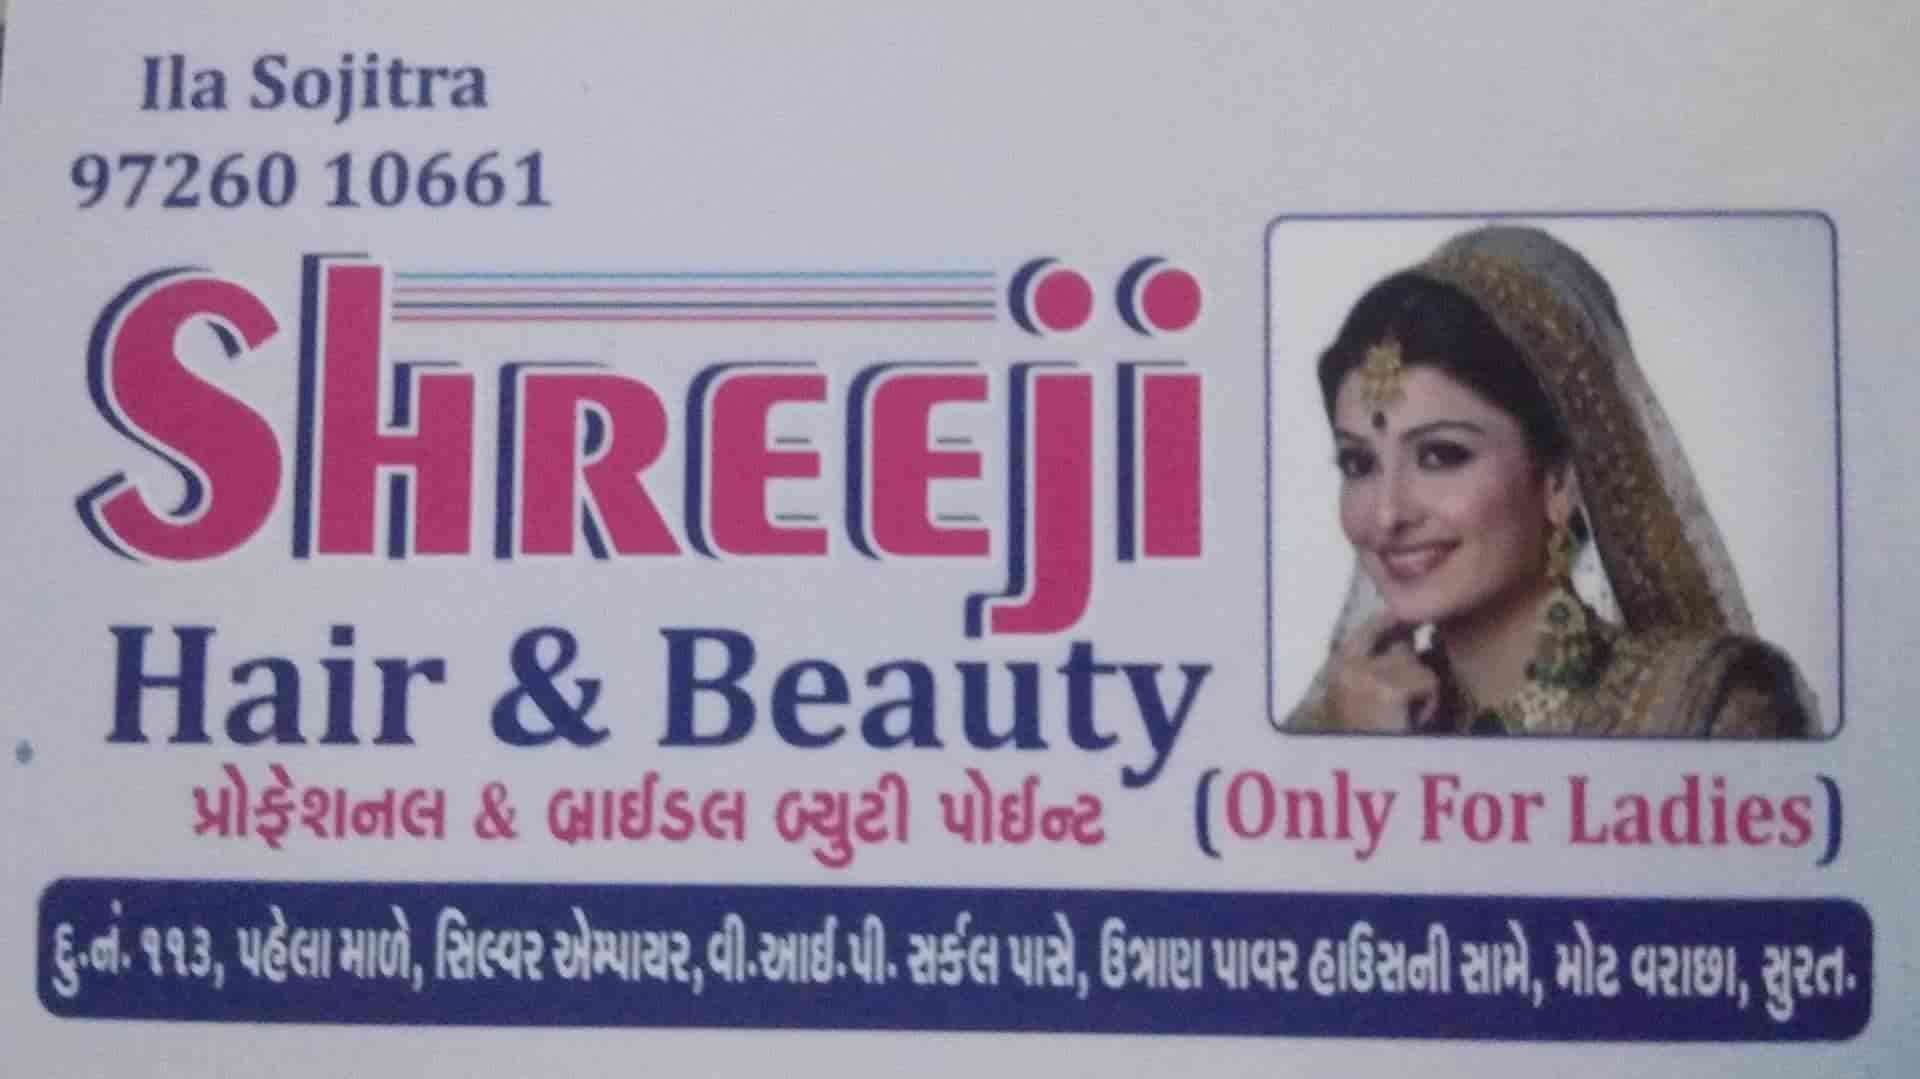 Ila Sojitra
97260 10661
Shreeji
Hair & Beauty
પ્રોફેશનલ & બ્રાઈડલ બ્યુટી પોઈન્ટ (Only For Ladies)
દુ.નં. ૧૧૩, પહેલા માળે, સિલ્વર એમ્પાયર, વી.આઈ.પી. સર્કલ પાસે, ઉત્રાણ પાવર હાઉસની સામે, મોટ વરાછા, સુરત.